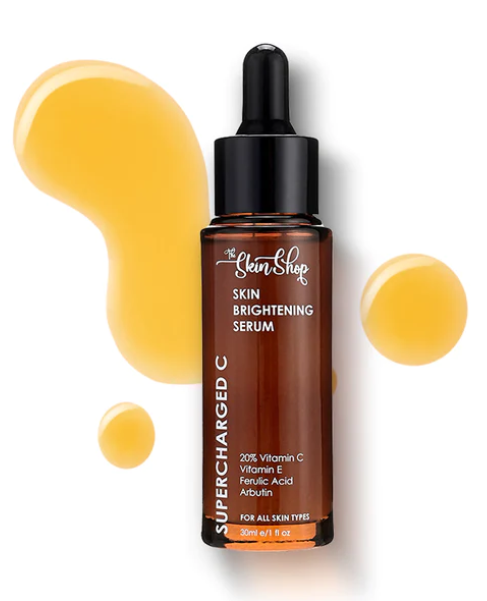 The
Skin Shop
SKIN
BRIGHTENING
SERUM
SUPERCHARGED C
20% Vitamin C
Vitamin E
Ferulic Acid
Arbutin
FOR ALL SKIN TYPES
30ml e/1 fl oz